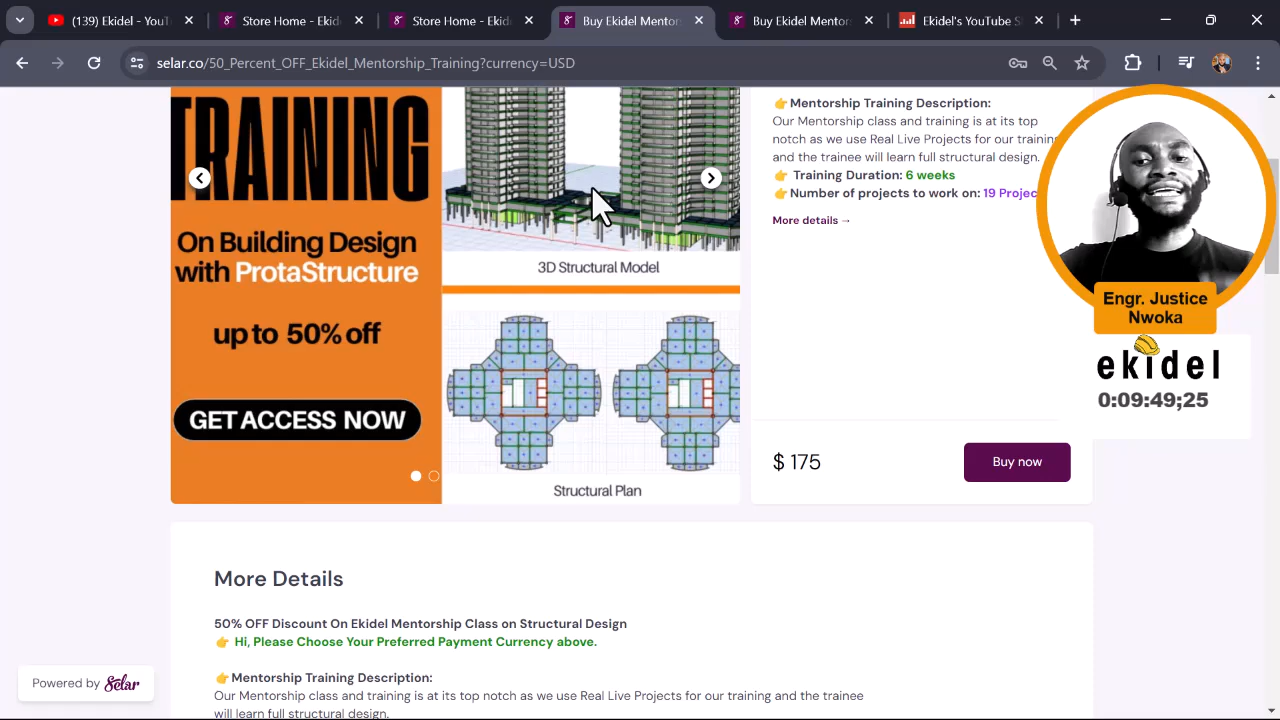 (139) Ekidel - YouT
Store Home - Ekide
Store Home - Ekida
Buy Ekidel Mentor
Buy Ekidel Mentor
Ekidel's YouTube S
selar.co/50_Percent_OFF_Ekidel_Mentorship_Training?currency=USD
TRAINING
On Building Design
with ProtaStructure
up to 50% off
GET ACCESS NOW
3D Structural Model
Structural Plan
👉Mentorship Training Description:
Our Mentorship class and training is at its top
notch as we use Real Live Projects for our training
and the trainee will learn full structural design.
👉 Training Duration: 6 weeks
👉Number of projects to work on: 19 Projec
More details →
$ 175
Buy now
Engr. Justice
Nwoka
ekidel
0:09:49;25
More Details
50% OFF Discount On Ekidel Mentorship Class on Structural Design
👉 Hi, Please Choose Your Preferred Payment Currency above.
👉Mentorship Training Description:
Our Mentorship class and training is at its top notch as we use Real Live Projects for our training and the trainee
will learn full structural design.
Powered by Selar